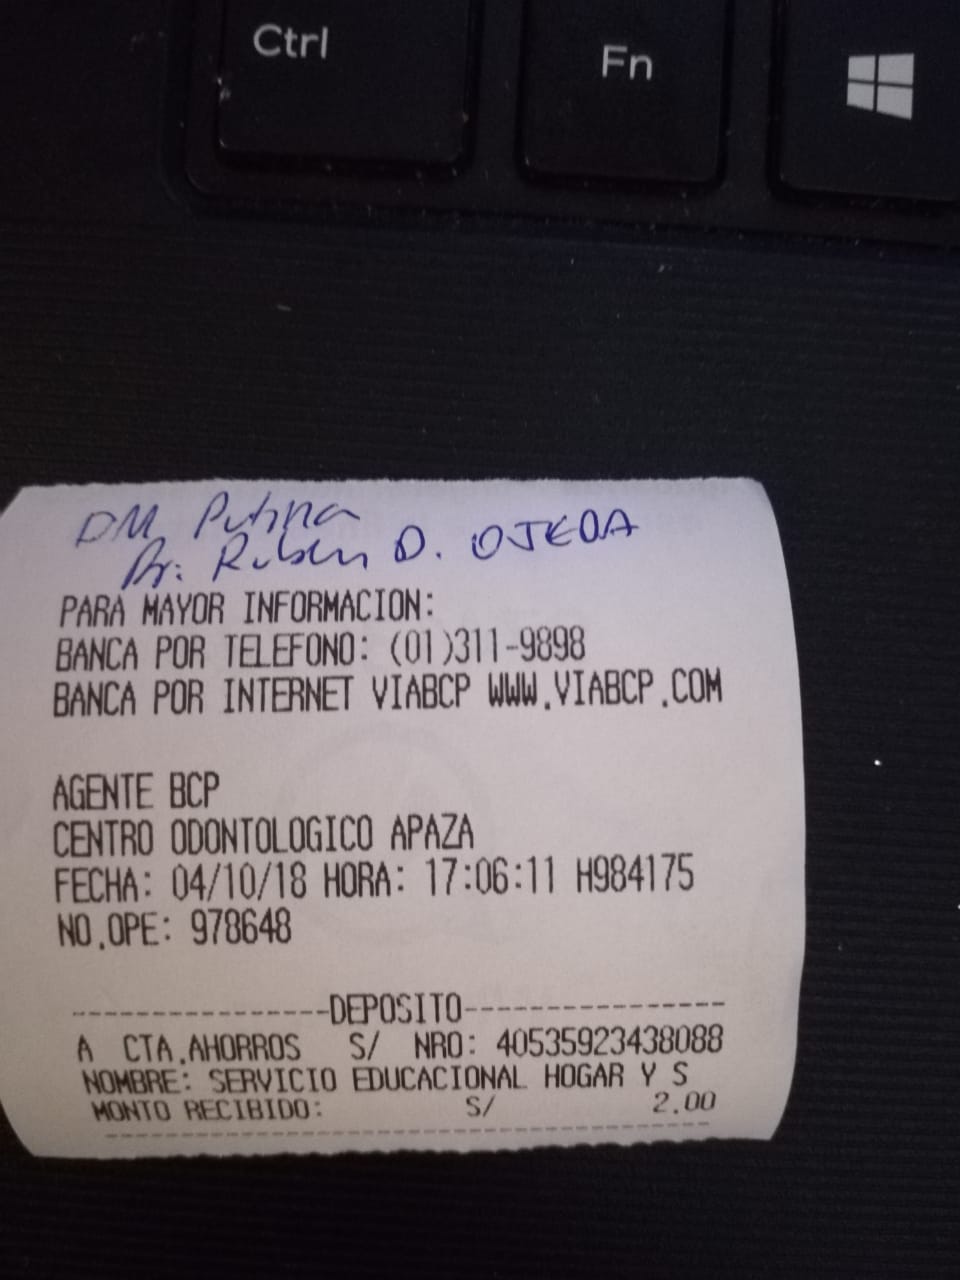 Ctrl
Fn
DM Putina
Pr: Ruben D. OJEDA
PARA MAYOR INFORMACION:
BANCA POR TELEFONO: (01)311-9898
BANCA POR INTERNET VIABCP WWW.VIABCP.COM
AGENTE BCP
CENTRO ODONTOLOGICO APAZA
FECHA: 04/10/18 HORA: 17:06:11 H984175
NO.OPE: 978648
-----------------DEPOSITO-----------------
A CTA.AHORROS S/ NRO: 40535923438088
NOMBRE: SERVICIO EDUCACIONAL HOGAR Y S
MONTO RECIBIDO: S/ 2.00